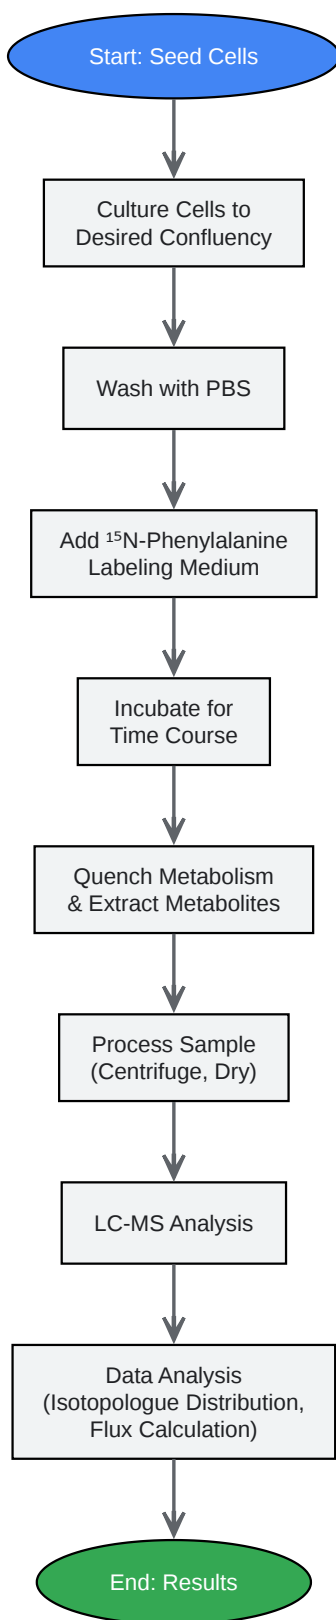 Start: Seed Cells
Culture Cells to
Desired Confluency
Wash with PBS
Add ¹⁵N-Phenylalanine
Labeling Medium
Incubate for
Time Course
Quench Metabolism
& Extract Metabolites
Process Sample
(Centrifuge, Dry)
LC-MS Analysis
Data Analysis
(Isotopologue Distribution,
Flux Calculation)
End: Results